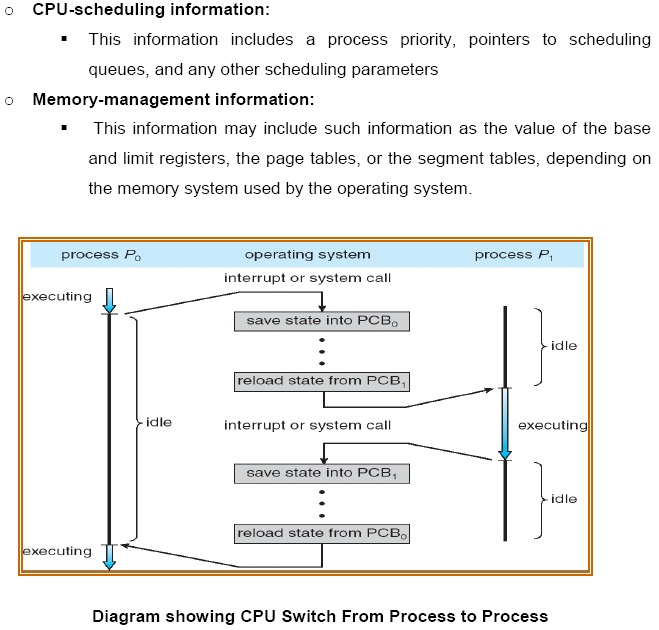 o CPU-scheduling information:
▪ This information includes a process priority, pointers to scheduling
queues, and any other scheduling parameters
o Memory-management information:
▪ This information may include such information as the value of the base
and limit registers, the page tables, or the segment tables, depending on
the memory system used by the operating system.
process P₀ operating system process P₁
interrupt or system call
executing
save state into PCB₀
idle
reload state from PCB₁
idle interrupt or system call executing
save state into PCB₁
idle
reload state from PCB₀
executing
Diagram showing CPU Switch From Process to Process